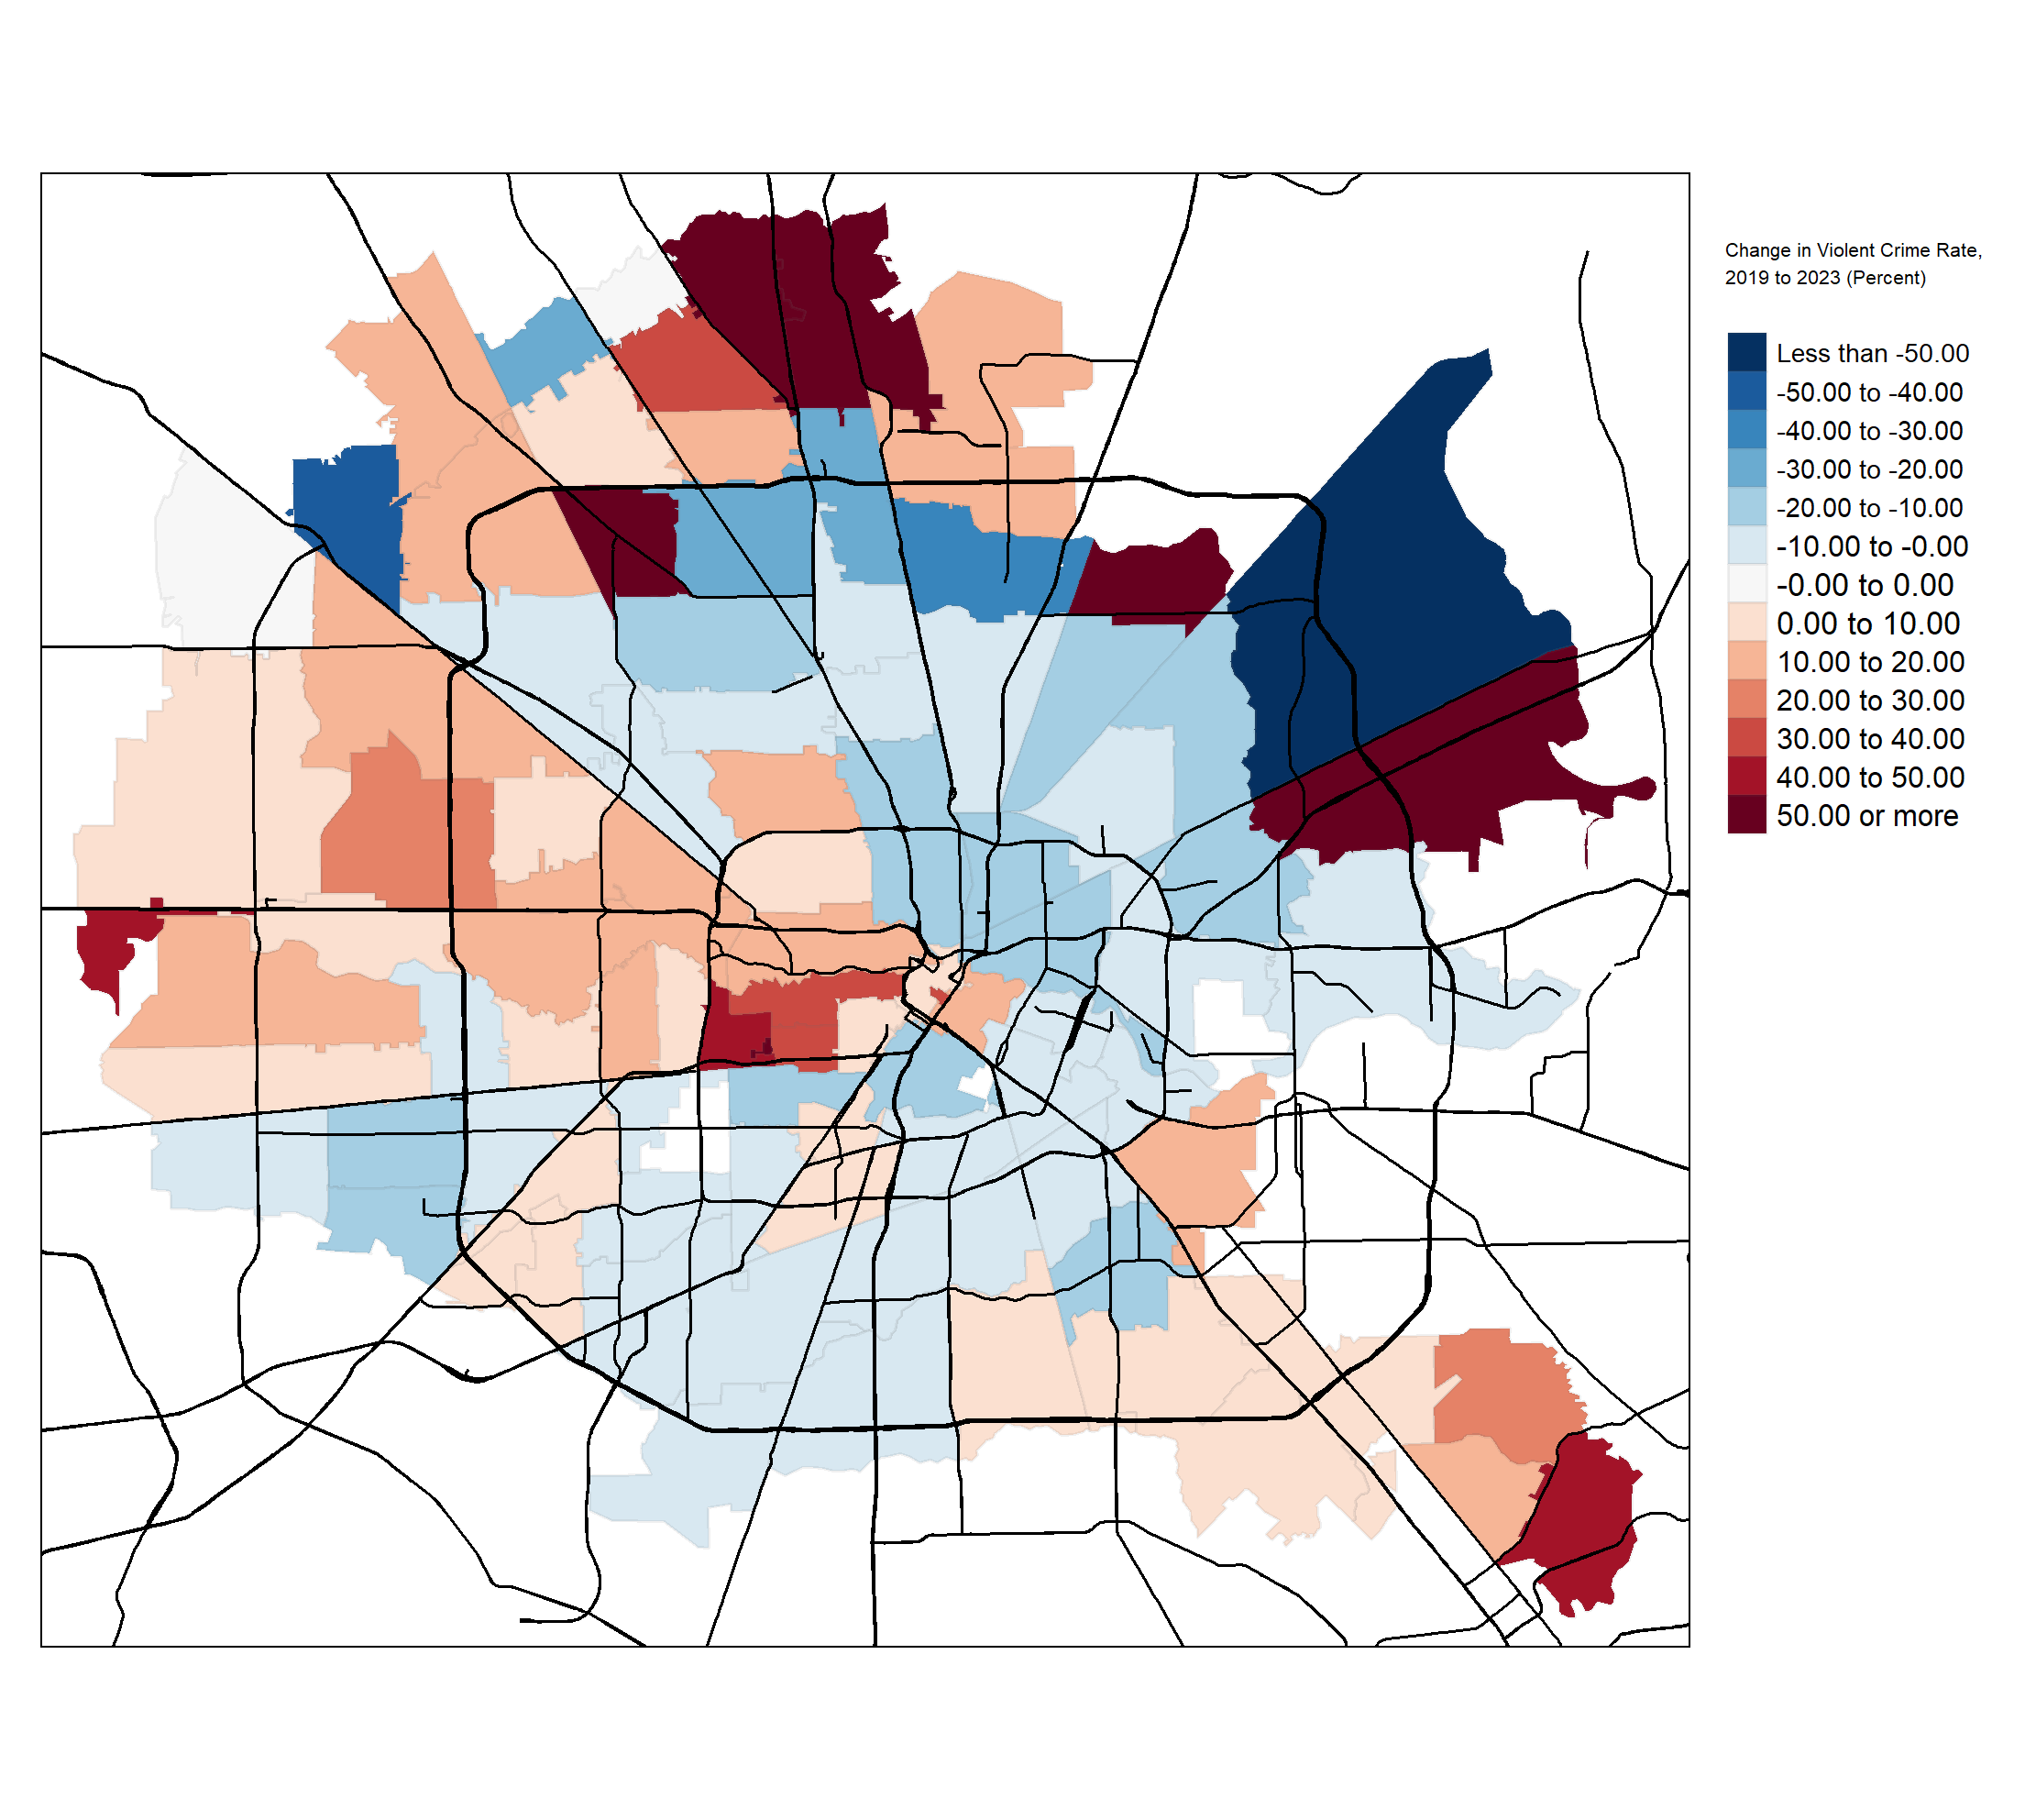 Change in Violent Crime Rate,
2019 to 2023 (Percent)
Less than -50.00
-50.00 to -40.00
-40.00 to -30.00
-30.00 to -20.00
-20.00 to -10.00
-10.00 to -0.00
-0.00 to 0.00
0.00 to 10.00
10.00 to 20.00
20.00 to 30.00
30.00 to 40.00
40.00 to 50.00
50.00 or more